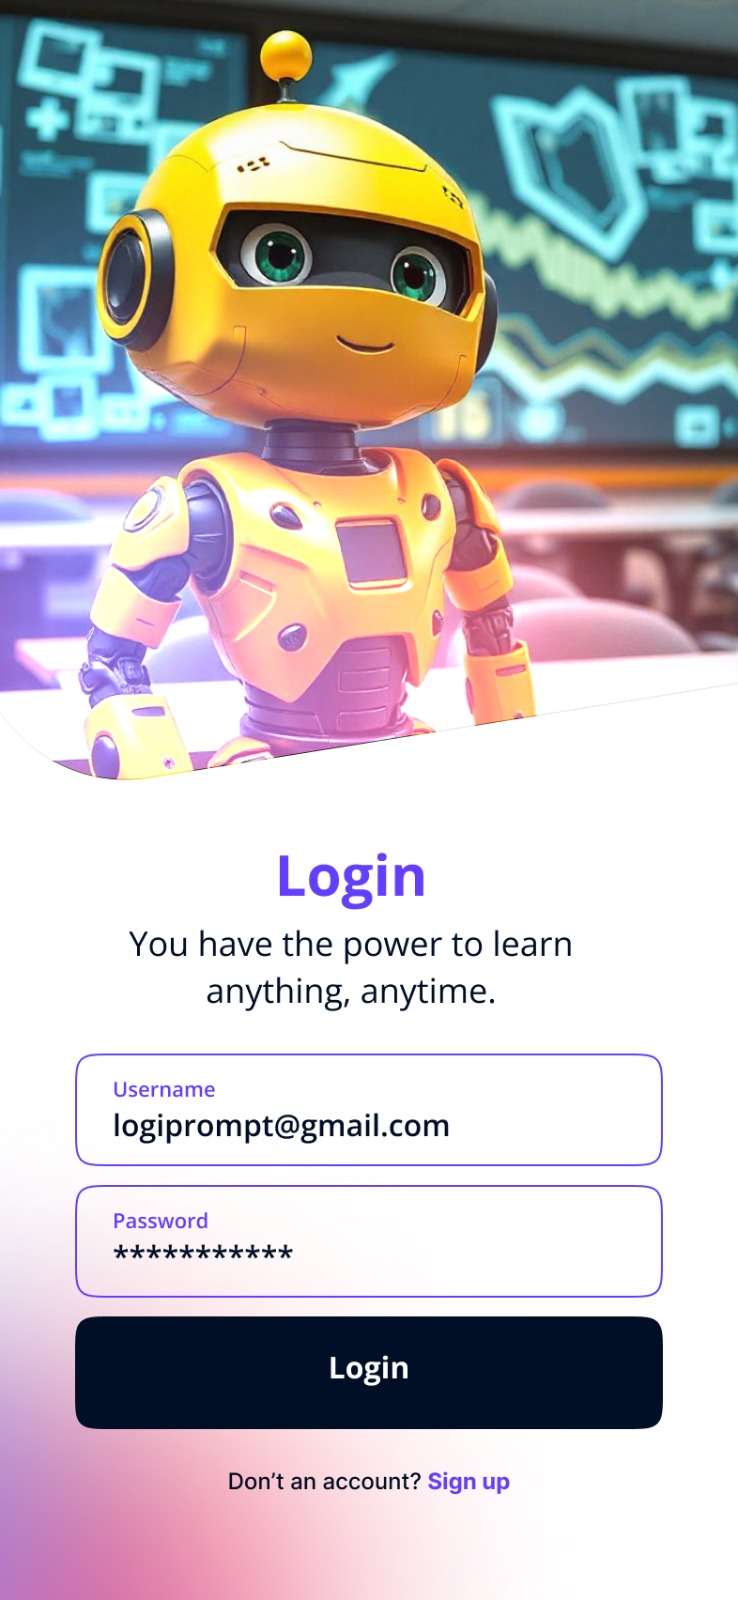 Login
You have the power to learn
anything, anytime.
Username
logiprompt@gmail.com
Password
***********
Login
Don't an account? Sign up